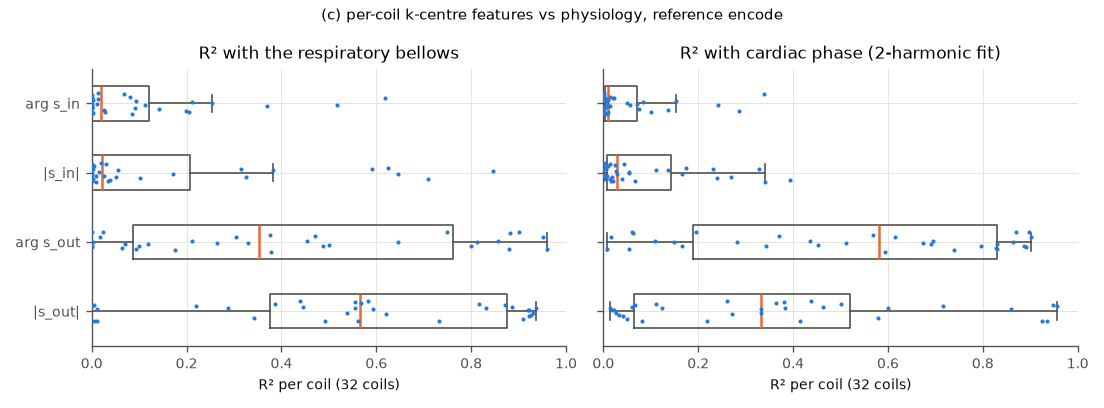 (c) per-coil k-centre features vs physiology, reference encode
R² with the respiratory bellows
R² with cardiac phase (2-harmonic fit)
arg s_in
|s_in|
arg s_out
|s_out|
0.0 0.2 0.4 0.6 0.8 1.0
0.0 0.2 0.4 0.6 0.8 1.0
R² per coil (32 coils)
R² per coil (32 coils)